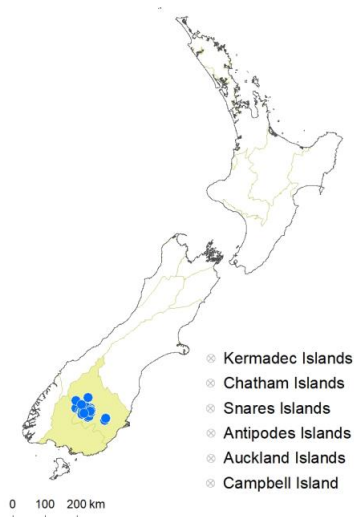 Kermadec Islands
Chatham Islands
Snares Islands
Antipodes Islands
Auckland Islands
Campbell Island
0 100 200 km